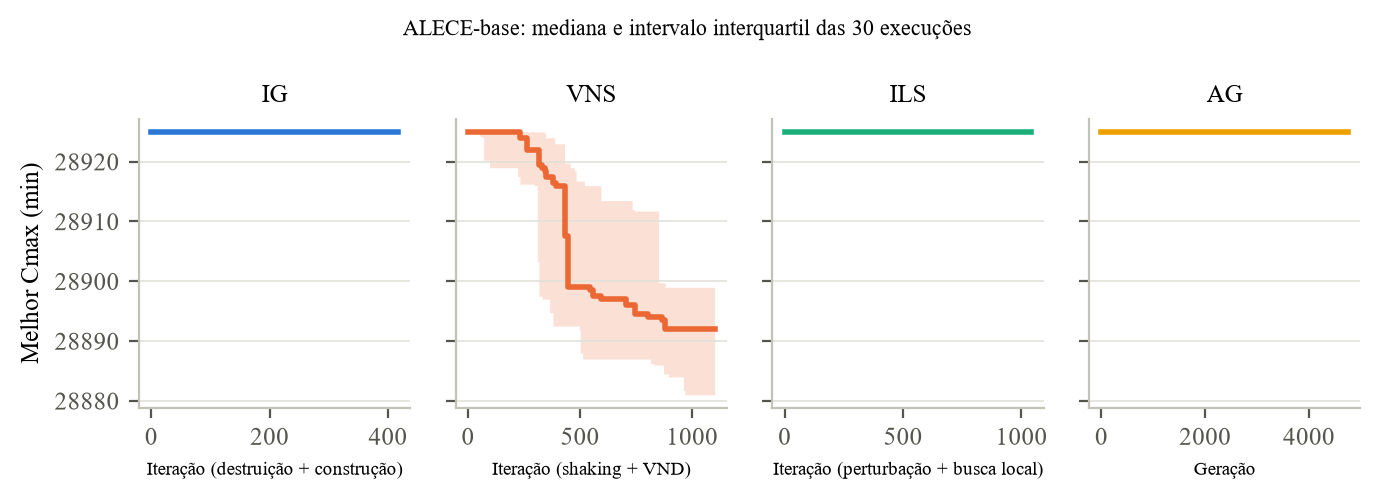 ALECE-base: mediana e intervalo interquartil das 30 execuções
IG
VNS
ILS
AG
Melhor Cmax (min)
28920
28910
28900
28890
28880
0 200 400
0 500 1000
0 500 1000
0 2000 4000
Iteração (destruição + construção)
Iteração (shaking + VND)
Iteração (perturbação + busca local)
Geração